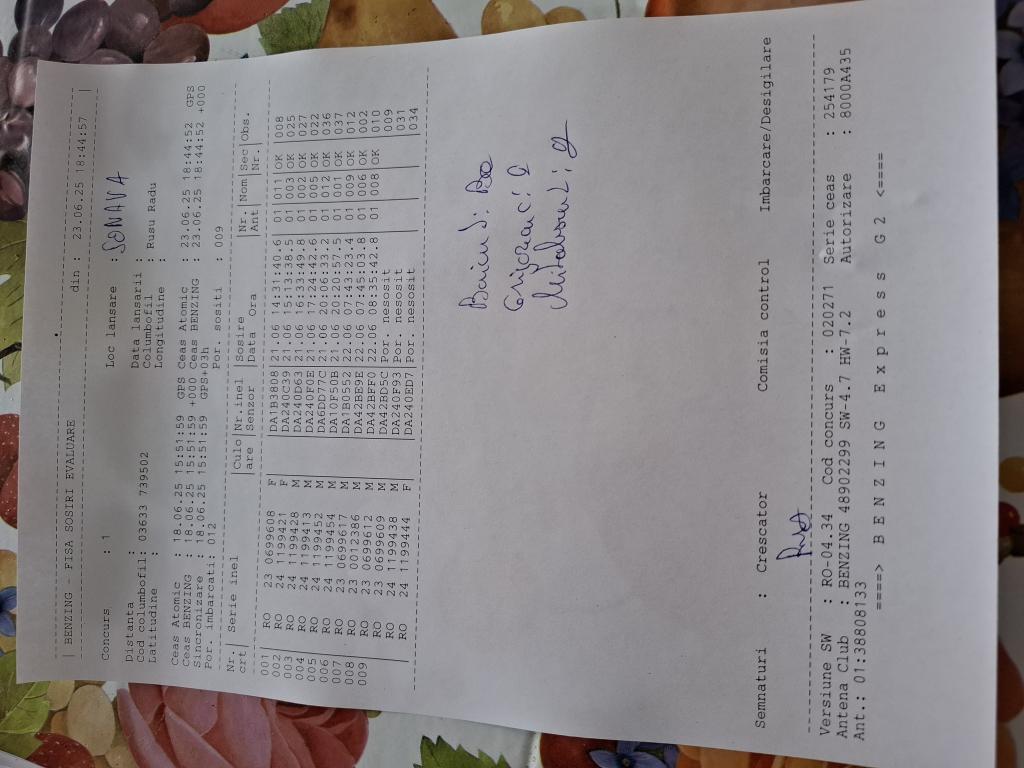 | BENZING - FISA SOSIRI EVALUARE din : 23.06.25 18:44:57 |
Concurs : 1 Loc lansare : SENAVA
Distanta : Data lansarii :
Cod columbofil: 03633 739502 Columbofil : Rusu Radu
Latitudine : Longitudine :
Ceas Atomic : 18.06.25 15:51:59 GPS Ceas Atomic : 23.06.25 18:44:52 GPS
Ceas BENZING : 18.06.25 15:51:59 +000 Ceas BENZING : 23.06.25 18:44:52 +000
Sincronizare : 18.06.25 15:51:59 GPS+03h
Por.imbarcati: 012 Por. sositi : 009
Nr.| Serie inel |Culo|Nr.inel |Sosire |Nr.|Nom|Sec|Obs.
crt| |are |Senzor |Data Ora |Ant| |Nr.|
001| RO 23 0699608 F | |DA1B3808|21.06 14:31:40.6 |01 |011|OK |008
002| RO 24 1199421 F | |DA240C39|21.06 15:13:38.5 |01 |003|OK |025
003| RO 24 1199428 M | |DA240D63|21.06 16:33:49.8 |01 |002|OK |027
004| RO 24 1199413 M | |DA240F0E|21.06 17:24:42.6 |01 |005|OK |022
005| RO 24 1199452 M | |DA6DD77C|21.06 20:06:33.2 |01 |012|OK |036
006| RO 24 1199454 M | |DA10F50B|21.06 20:00:57.5 |01 |001|OK |037
007| RO 23 0699617 M | |DA1B0552|22.06 07:43:23.4 |01 |009|OK |012
008| RO 23 0012386 M | |DA42BE9E|22.06 07:45:03.8 |01 |006|OK |002
009| RO 23 0699612 M | |DA42BFF0|22.06 08:35:42.8 |01 |008|OK |010
| RO 23 0699609 M | |DA42BD5C|Por. nesosit |009
| RO 24 1199438 M | |DA240F93|Por. nesosit |031
| RO 24 1199444 F | |DA240ED7|Por. nesosit |034
Semnaturi : Crescator Comisia control Imbarcare/Desigilare
Versiune SW : RO-04.34 Cod concurs : 020271 Serie ceas : 254179
Antena Club : BENZING 48902299 SW-4.7 HW-7.2 Autorizare : 8000A435
Ant.: 01:38808133
====> B E N Z I N G E x p r e s s G 2 <====